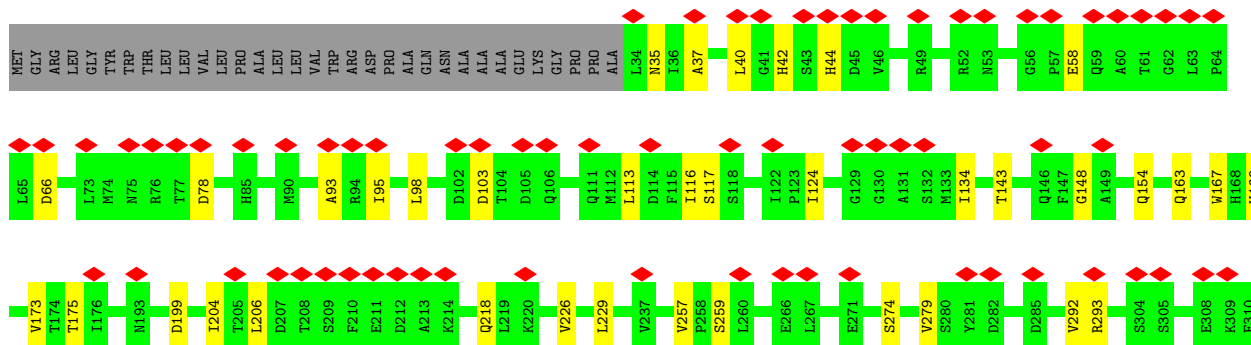 MET GLY ARG LEU GLY TYR TRP THR LEU LEU VAL LEU PRO ALA LEU LEU VAL TRP ARG ASP PRO ALA GLN ASN ALA ALA ALA GLU LYS GLY PRO PRO ALA L34 N35 I36 A37 L40 G41 H42 S43 H44 D45 V46 R49 R52 N53 G56 P57 E58 Q59 A60 T61 G62 L63 P64
L65 D66 L73 M74 N75 R76 T77 D78 H85 M90 A93 R94 I95 L98 D102 D103 T104 D105 Q106 Q111 M112 L113 D114 F115 I116 S117 S118 I122 P123 I124 G129 G130 A131 S132 M133 I134 T143 Q146 F147 G148 A149 Q154 Q163 W167 H168
V173 T174 T175 I176 N193 D199 I204 T205 L206 D207 T208 S209 F210 E211 D212 A213 K214 Q218 L219 K220 V226 L229 V237 V257 P258 S259 L260 E266 L267 E271 S274 V279 S280 Y281 D282 D285 V292 R293 S304 S305 E308 K309